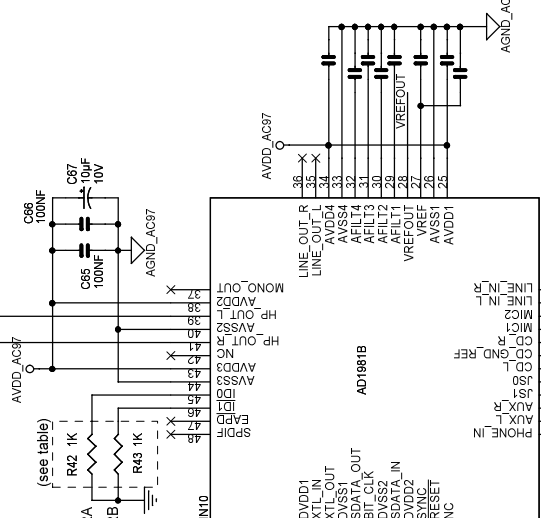 AGND_AC
VREFOUT
AVDD_AC97
36
35
34
33
32
31
30
29
28
27
26
25
LINE_OUT_R
LINE_OUT_L
AVDD4
AVSS4
AFILT4
AFILT3
AFILT2
AFILT1
VREFOUT
VREF
AVSS1
AVDD1
C67
10µF
10V
C66
100NF
C65
100NF
AGND_AC97
AVDD_AC97
37
MONO_OUT
38
AVDD2
39
HP_OUT_L
40
AVSS2
41
HP_OUT_R
42
NC
43
AVDD3
44
AVSS3
45
ID0
46
ID1
47
EAPD
48
SPDIF
LINE_IN_R
LINE_IN_L
MIC2
MIC1
CD_R
CD_GND_REF
CD_L
JS0
JS1
AUX_R
AUX_L
PHONE_IN
AD1981B
(see table)
R42 1K
R43 1K
2A
2B
IN10
DVDD1
XTL_IN
XTL_OUT
DVSS1
SDATA_OUT
BIT_CLK
DVSS2
SDATA_IN
DVDD2
SYNC
RESET
NC